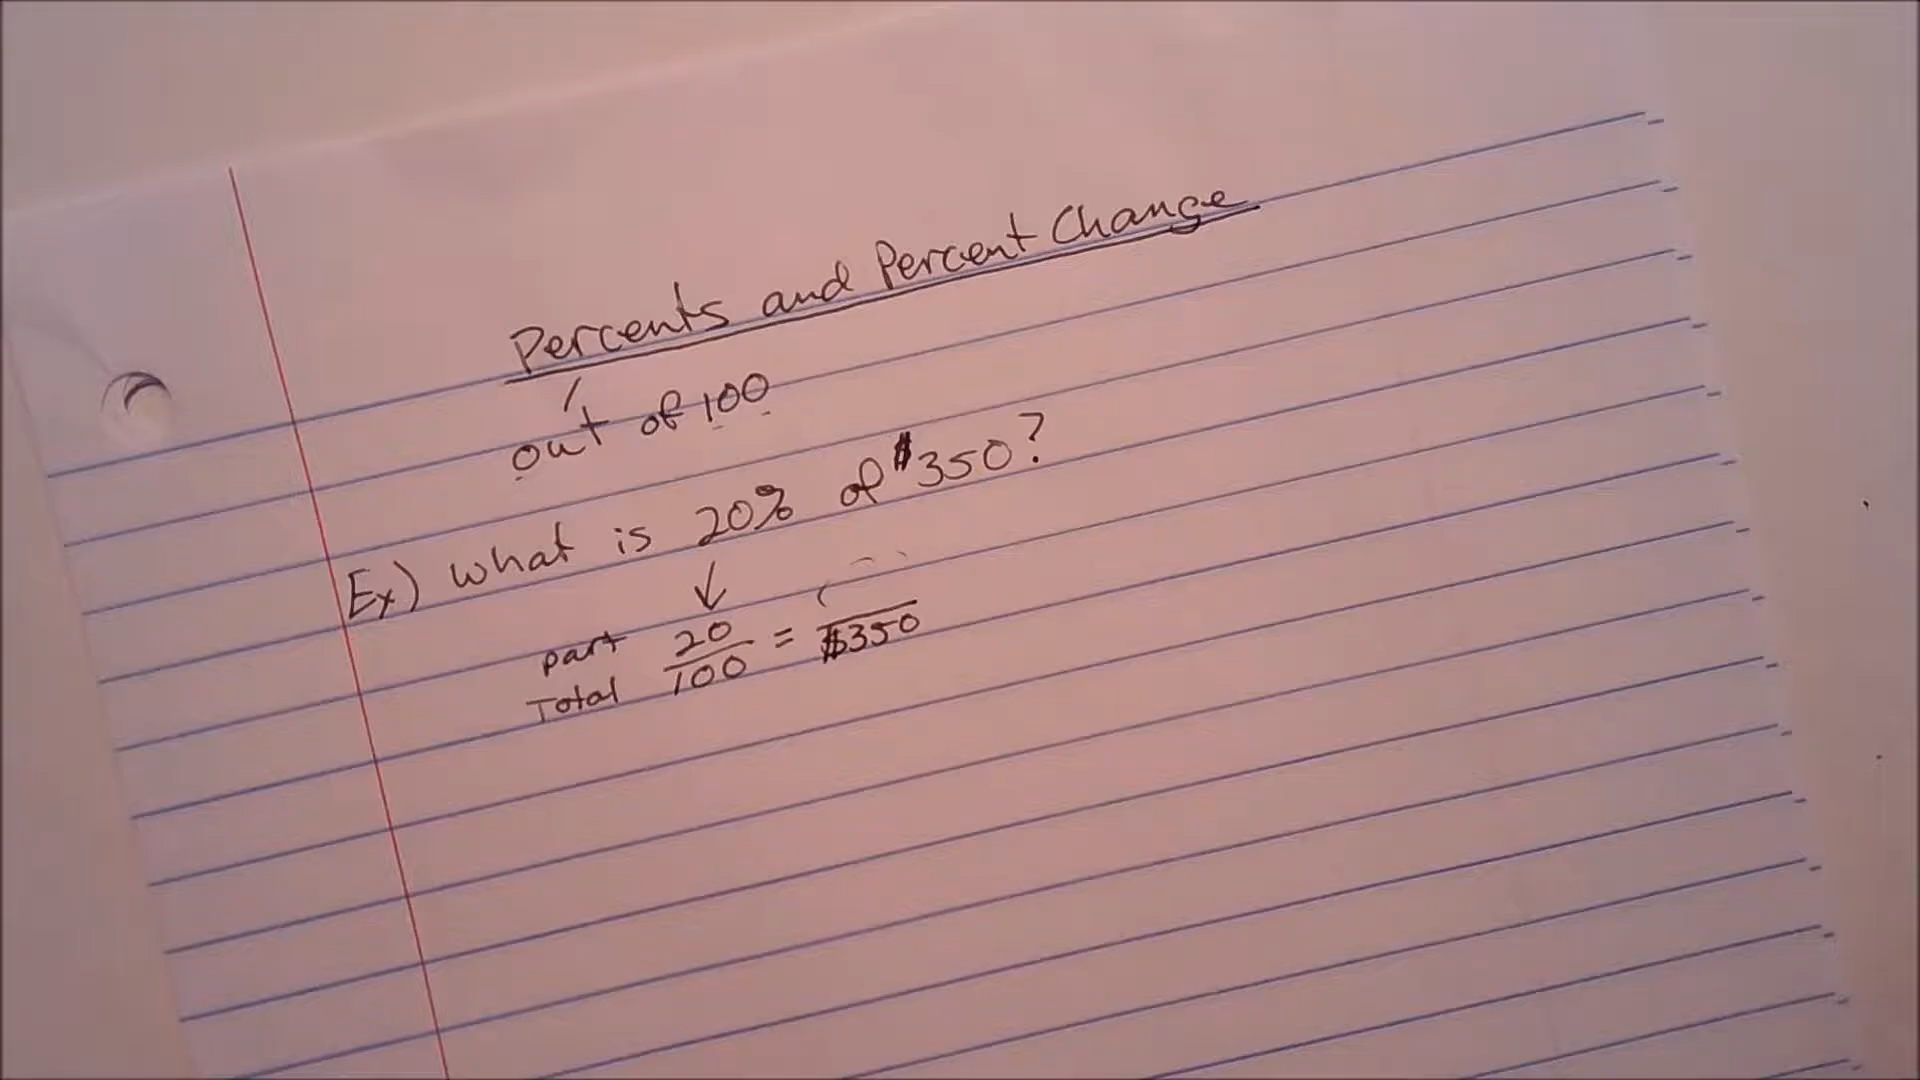 Percents and Percent Change
out of 100
Ex) what is 20% of $350?
part 20 =
Total 100 $350